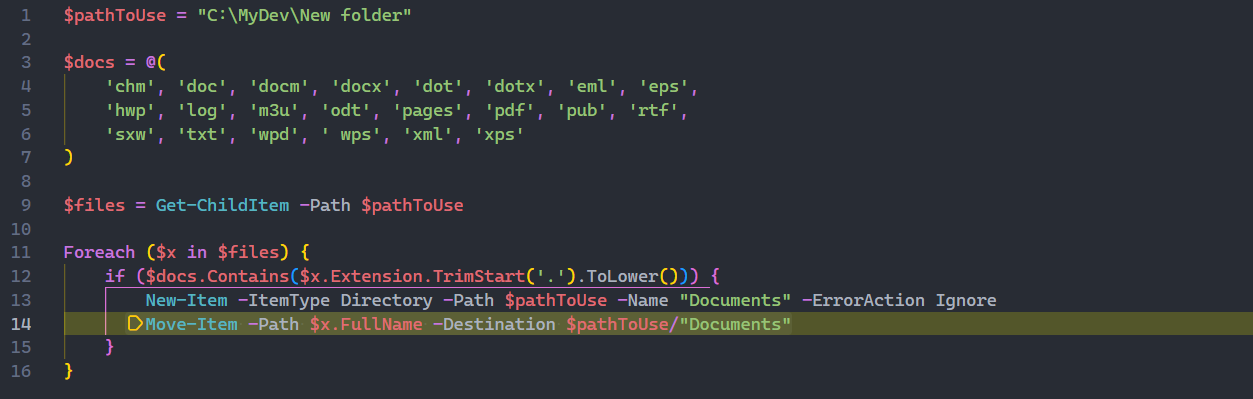 1 $pathToUse = "C:\MyDev\New folder"
2
3 $docs = @(
4     'chm', 'doc', 'docm', 'docx', 'dot', 'dotx', 'eml', 'eps',
5     'hwp', 'log', 'm3u', 'odt', 'pages', 'pdf', 'pub', 'rtf',
6     'sxw', 'txt', 'wpd', ' wps', 'xml', 'xps'
7 )
8
9 $files = Get-ChildItem -Path $pathToUse
10
11 Foreach ($x in $files) {
12     if ($docs.Contains($x.Extension.TrimStart('.').ToLower())) {
13         New-Item -ItemType Directory -Path $pathToUse -Name "Documents" -ErrorAction Ignore
14         Move-Item -Path $x.FullName -Destination $pathToUse/"Documents"
15     }
16 }